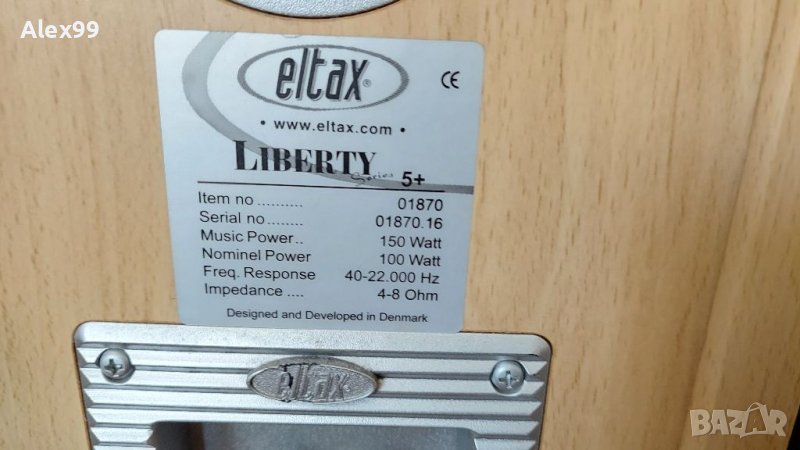 Alex99
eltax®
CE
• www.eltax.com •
LIBERTY
Series 5+
Item no .......... 01870
Serial no ......... 01870.16
Music Power.. 150 Watt
Nominel Power 100 Watt
Freq. Response 40-22.000 Hz
Impedance .... 4-8 Ohm
Designed and Developed in Denmark
eltax
BAZAR